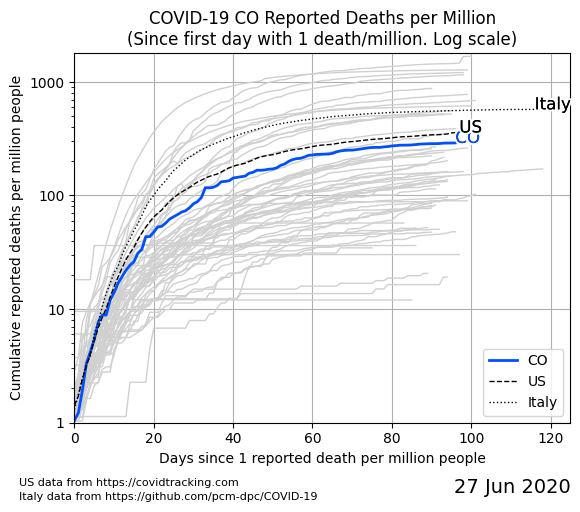 COVID-19 CO Reported Deaths per Million
(Since first day with 1 death/million. Log scale)
Cumulative reported deaths per million people
1000
100
10
1
Italy
US
CO
CO
US
Italy
0
20
40
60
80
100
120
Days since 1 reported death per million people
US data from https://covidtracking.com
Italy data from https://github.com/pcm-dpc/COVID-19
27 Jun 2020